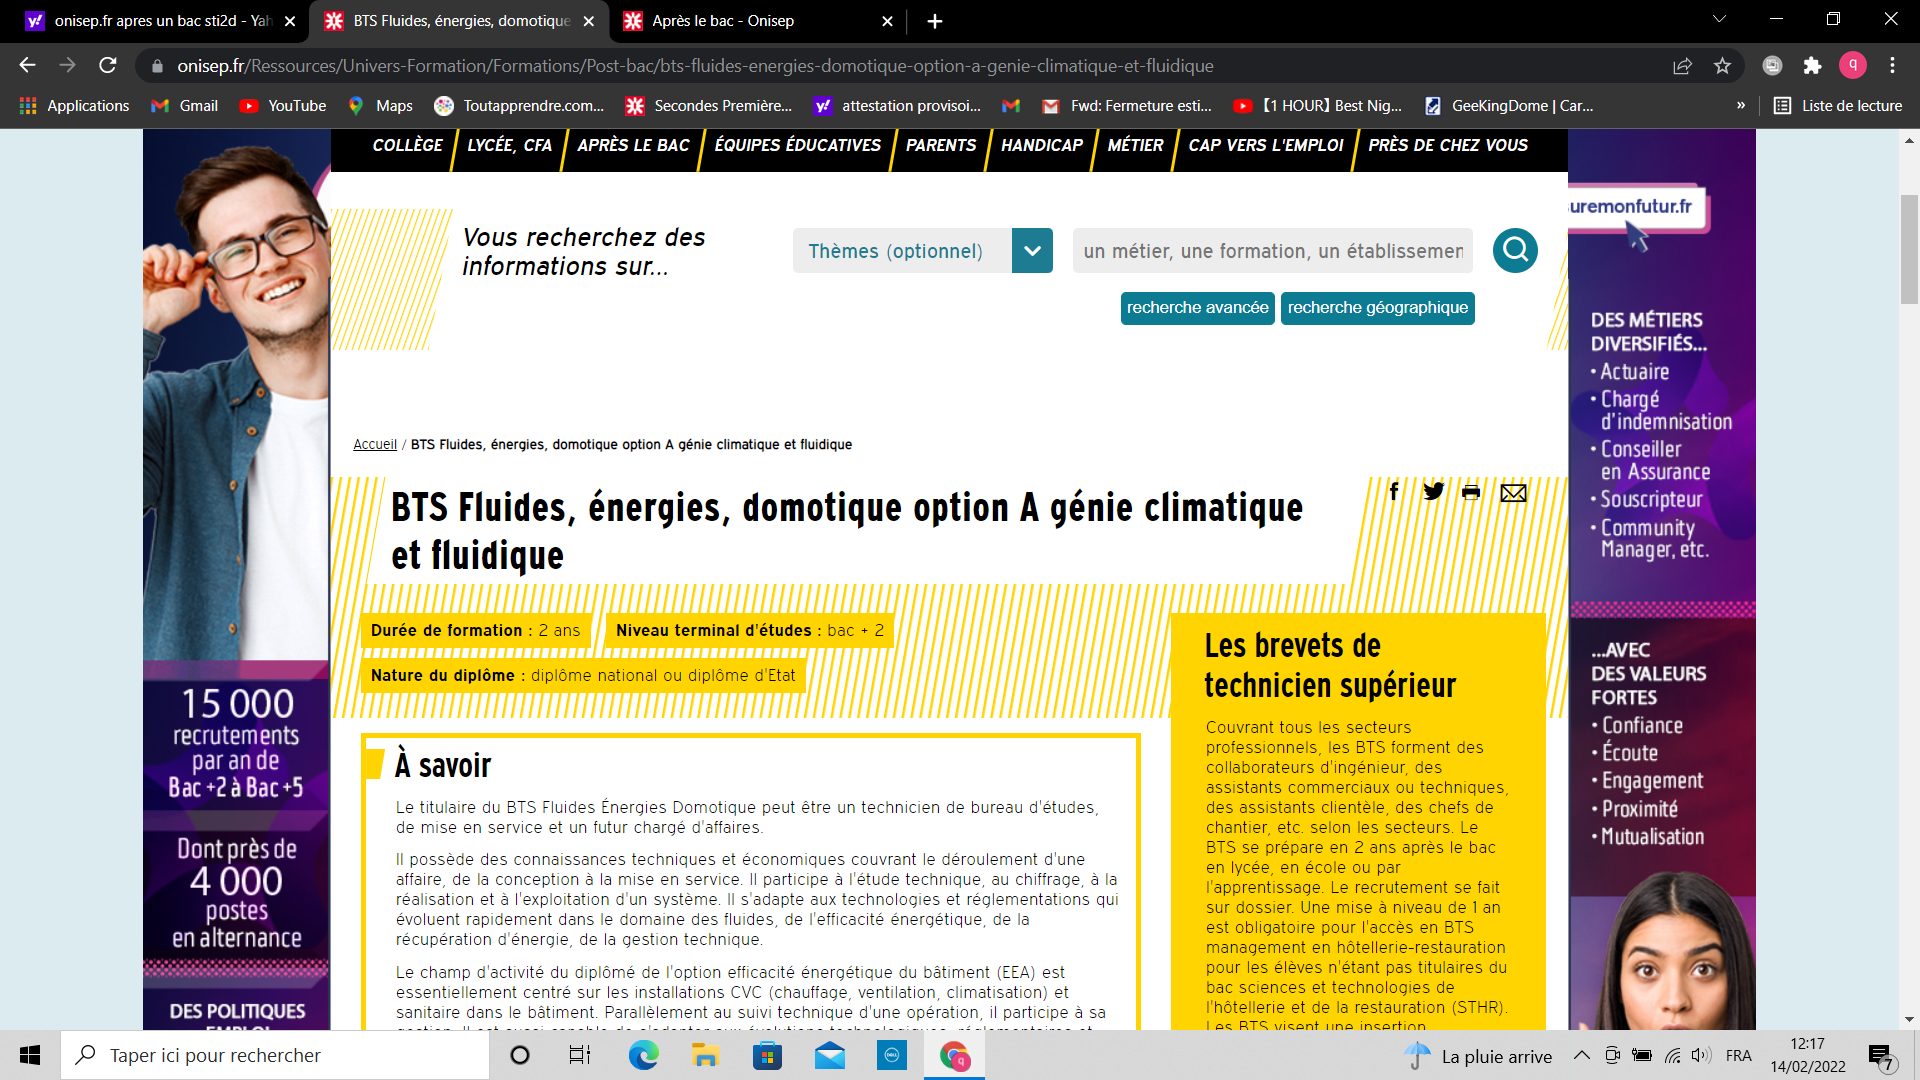 onisep.fr apres un bac sti2d - Yah
BTS Fluides, énergies, domotique
Après le bac - Onisep
onisep.fr/Ressources/Univers-Formation/Formations/Post-bac/bts-fluides-energies-domotique-option-a-genie-climatique-et-fluidique
q
Applications
Gmail
YouTube
Maps
Toutapprendre.com...
Secondes Première...
attestation provisoi...
Fwd: Fermeture esti...
【1 HOUR】Best Nig...
GeeKingDome | Car...
»
Liste de lecture
COLLÈGE
LYCÉE, CFA
APRÈS LE BAC
ÉQUIPES ÉDUCATIVES
PARENTS
HANDICAP
MÉTIER
CAP VERS L'EMPLOI
PRÈS DE CHEZ VOUS
Vous recherchez des
informations sur...
Thèmes (optionnel)
un métier, une formation, un établissemen
recherche avancée
recherche géographique
Accueil / BTS Fluides, énergies, domotique option A génie climatique et fluidique
BTS Fluides, énergies, domotique option A génie climatique
et fluidique
Durée de formation : 2 ans
Niveau terminal d'études : bac + 2
Nature du diplôme : diplôme national ou diplôme d'Etat
À savoir
Le titulaire du BTS Fluides Énergies Domotique peut être un technicien de bureau d'études,
de mise en service et un futur chargé d'affaires.
Il possède des connaissances techniques et économiques couvrant le déroulement d'une
affaire, de la conception à la mise en service. Il participe à l'étude technique, au chiffrage, à la
réalisation et à l'exploitation d'un système. Il s'adapte aux technologies et réglementations qui
évoluent rapidement dans le domaine des fluides, de l'efficacité énergétique, de la
récupération d'énergie, de la gestion technique.
Le champ d'activité du diplômé de l'option efficacité énergétique du bâtiment (EEA) est
essentiellement centré sur les installations CVC (chauffage, ventilation, climatisation) et
sanitaire dans le bâtiment. Parallèlement au suivi technique d'une opération, il participe à sa
Les brevets de
technicien supérieur
Couvrant tous les secteurs
professionnels, les BTS forment des
collaborateurs d'ingénieur, des
assistants commerciaux ou techniques,
des assistants clientèle, des chefs de
chantier, etc. selon les secteurs. Le
BTS se prépare en 2 ans après le bac
en lycée, en école ou par
l'apprentissage. Le recrutement se fait
sur dossier. Une mise à niveau de 1 an
est obligatoire pour l'accès en BTS
management en hôtellerie-restauration
pour les élèves n'étant pas titulaires du
bac sciences et technologies de
l'hôtellerie et de la restauration (STHR).
Les BTS visent une insertion
15 000
recrutements
par an de
Bac +2 à Bac +5
Dont près de
4 000
postes
en alternance
DES POLITIQUES
uremonfutur.fr
DES MÉTIERS
DIVERSIFIÉS...
• Actuaire
• Chargé
d'indemnisation
• Conseiller
en Assurance
• Souscripteur
• Community
Manager, etc.
...AVEC
DES VALEURS
FORTES
• Confiance
• Écoute
• Engagement
• Proximité
• Mutualisation
Taper ici pour rechercher
La pluie arrive
FRA
12:17
14/02/2022
7